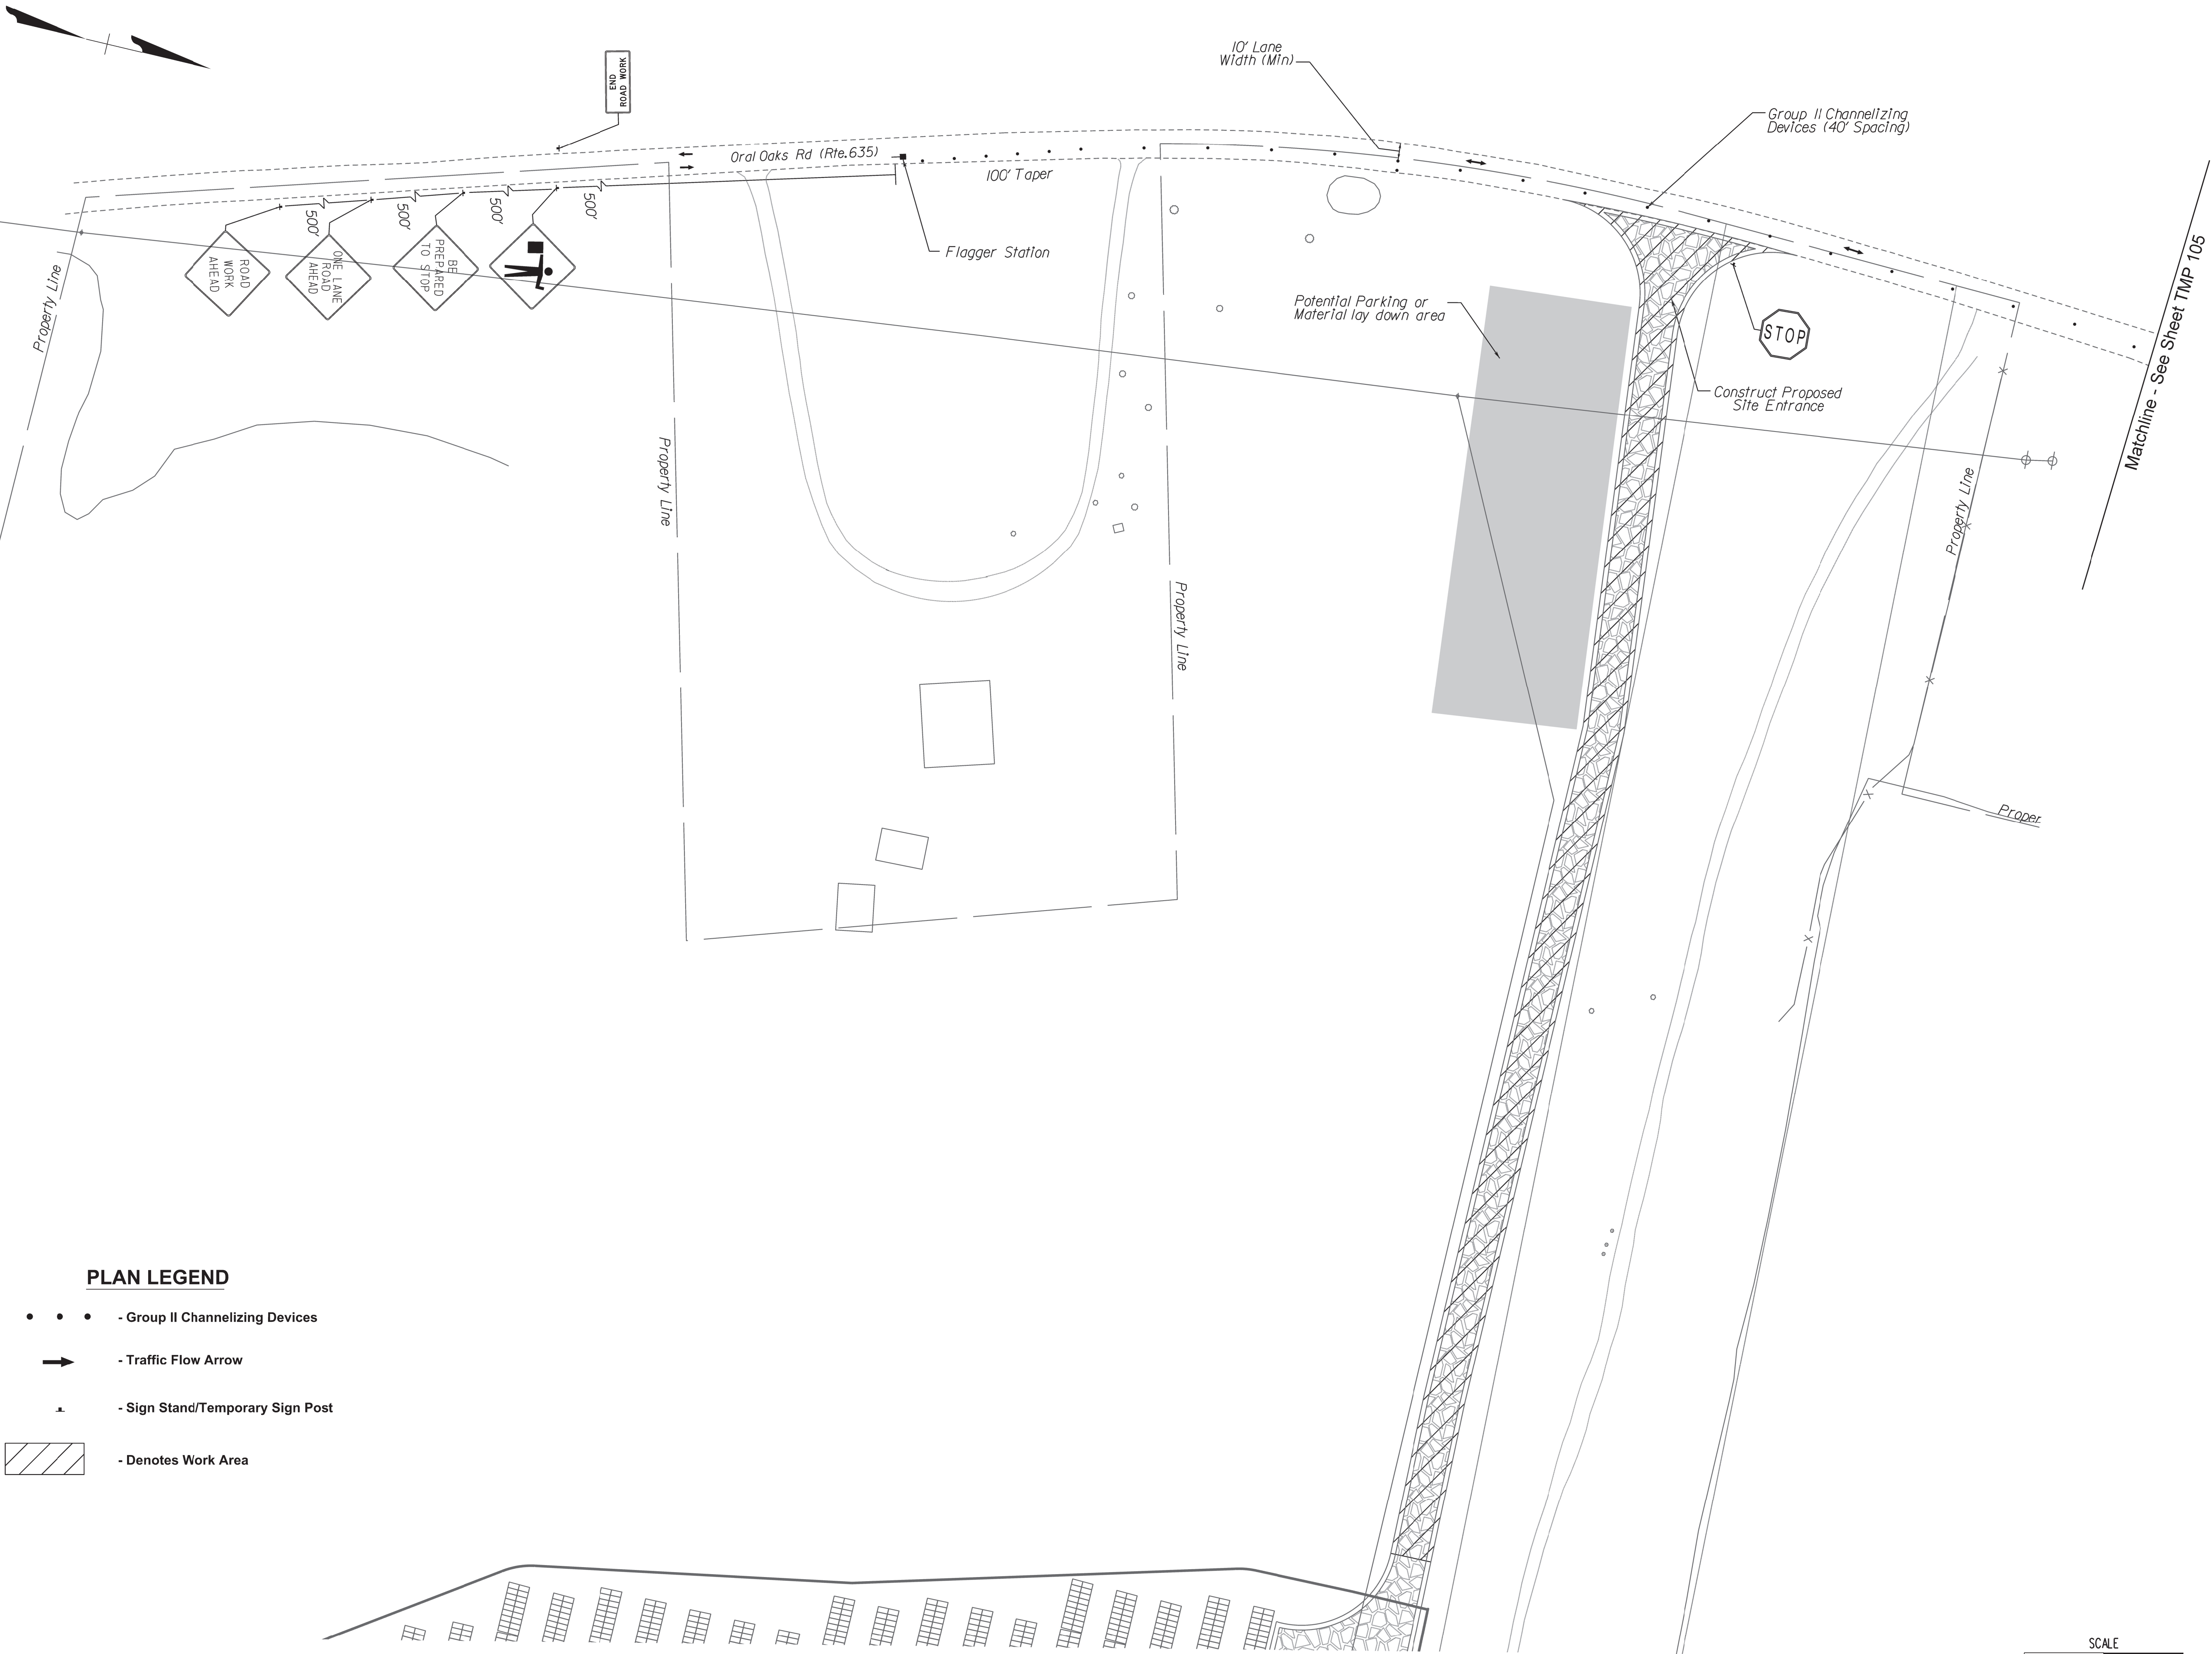 END
ROAD WORK
10' Lane
Width (Min)
Group II Channelizing
Devices (40' Spacing)
Oral Oaks Rd (Rte.635)
100' Taper
Flagger Station
500'
500'
500'
500'
ROAD
WORK
AHEAD
ONE LANE
ROAD
AHEAD
BE
PREPARED
TO STOP
Property Line
Potential Parking or
Material lay down area
STOP
Construct Proposed
Site Entrance
Matchline - See Sheet TMP 105
Property Line
Property Line
Property Line
Proper
PLAN LEGEND
- Group II Channelizing Devices
- Traffic Flow Arrow
- Sign Stand/Temporary Sign Post
- Denotes Work Area
SCALE